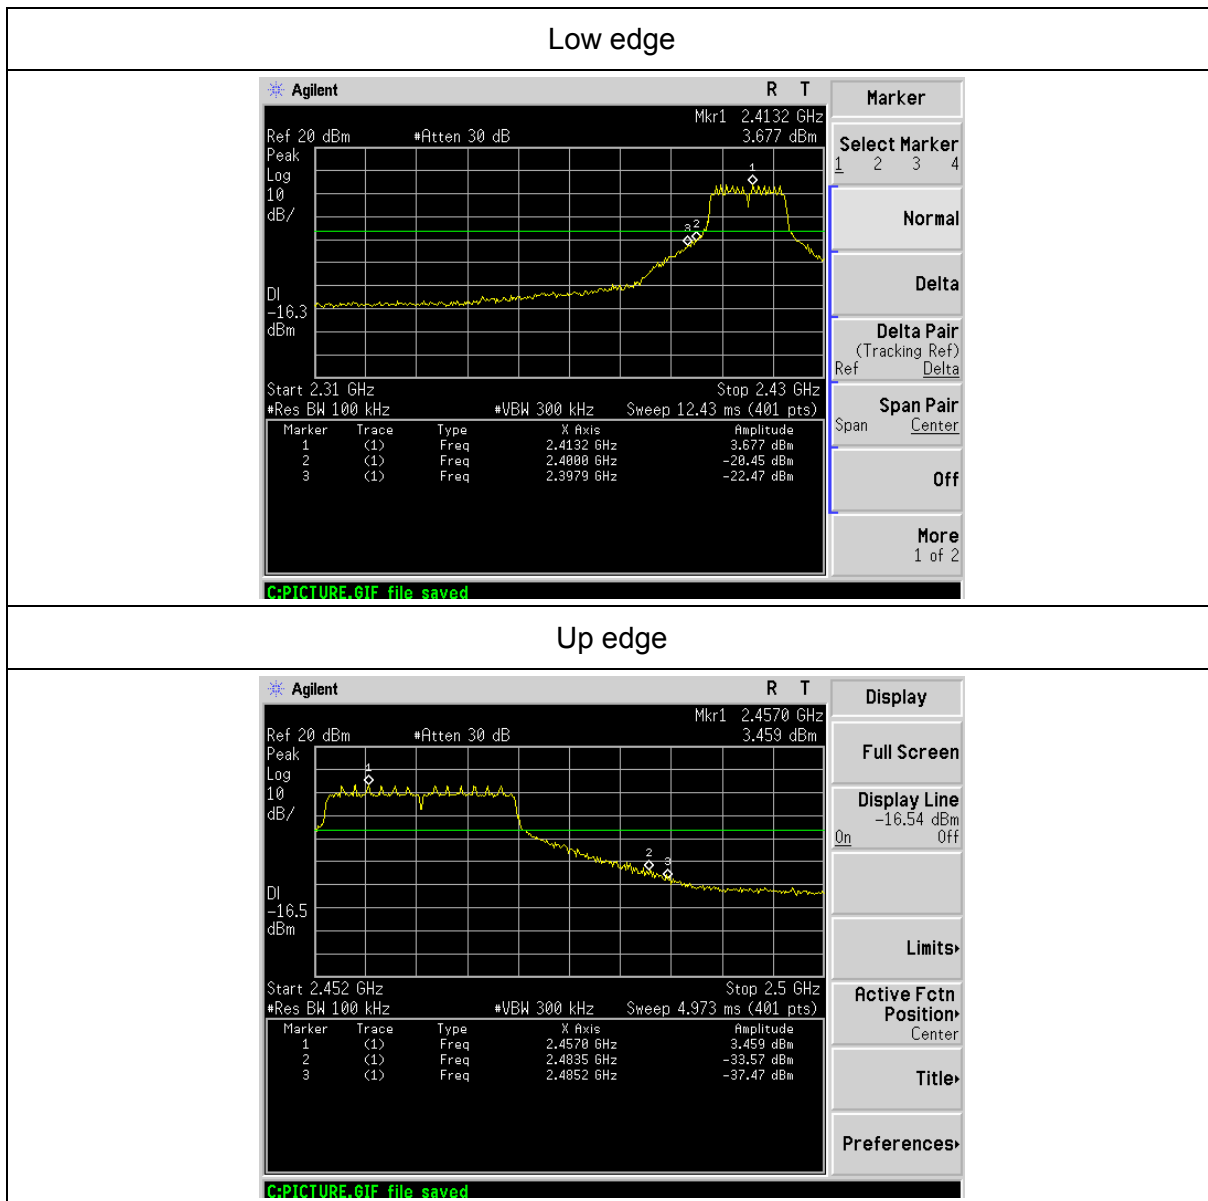 Low edge
Agilent R T
Mkr1 2.4132 GHz
Ref 20 dBm #Atten 30 dB 3.677 dBm
Peak
Log
10
dB/
1
3 2
DI
-16.3
dBm
Start 2.31 GHz Stop 2.43 GHz
#Res BW 100 kHz #VBW 300 kHz Sweep 12.43 ms (401 pts)
Marker Trace Type X Axis Amplitude
1 (1) Freq 2.4132 GHz 3.677 dBm
2 (1) Freq 2.4000 GHz -20.45 dBm
3 (1) Freq 2.3979 GHz -22.47 dBm
C:PICTURE.GIF file saved
Marker
Select Marker
1 2 3 4
Normal
Delta
Delta Pair
(Tracking Ref)
Ref Delta
Span Pair
Span Center
Off
More
1 of 2
Up edge
Agilent R T
Mkr1 2.4570 GHz
Ref 20 dBm #Atten 30 dB 3.459 dBm
Peak
Log
10
dB/
1
2
3
DI
-16.5
dBm
Start 2.452 GHz Stop 2.5 GHz
#Res BW 100 kHz #VBW 300 kHz Sweep 4.973 ms (401 pts)
Marker Trace Type X Axis Amplitude
1 (1) Freq 2.4570 GHz 3.459 dBm
2 (1) Freq 2.4835 GHz -33.57 dBm
3 (1) Freq 2.4852 GHz -37.47 dBm
C:PICTURE.GIF file saved
Display
Full Screen
Display Line
-16.54 dBm
On Off
Limits
Active Fctn
Position
Center
Title
Preferences